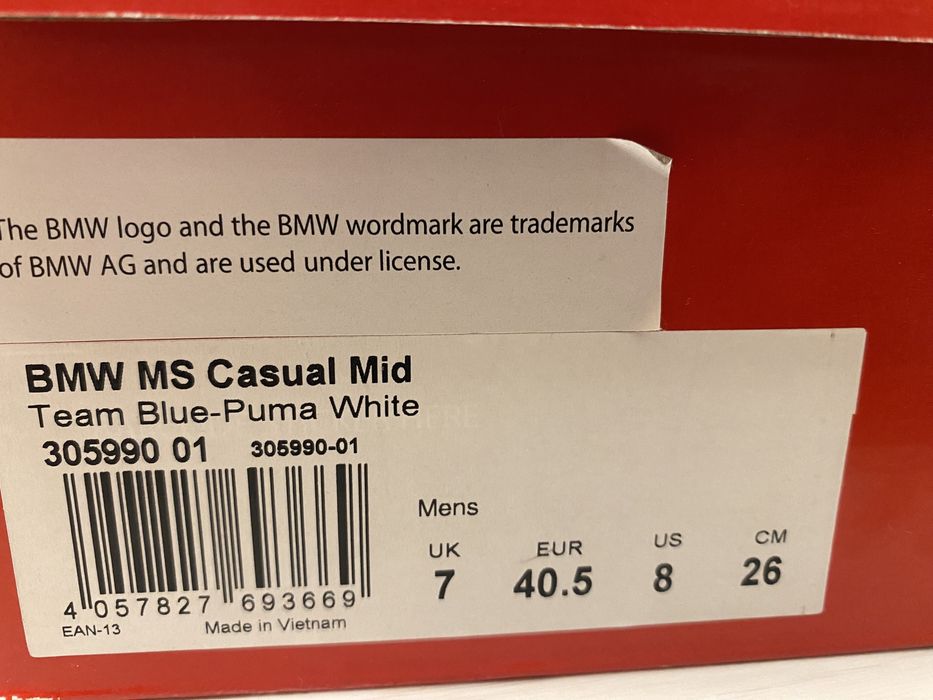 The BMW logo and the BMW wordmark are trademarks
of BMW AG and are used under license.
BMW MS Casual Mid
Team Blue-Puma White
305990 01 305990-01
Mens
UK EUR US CM
7 40.5 8 26
4 057827 693669
EAN-13 Made in Vietnam